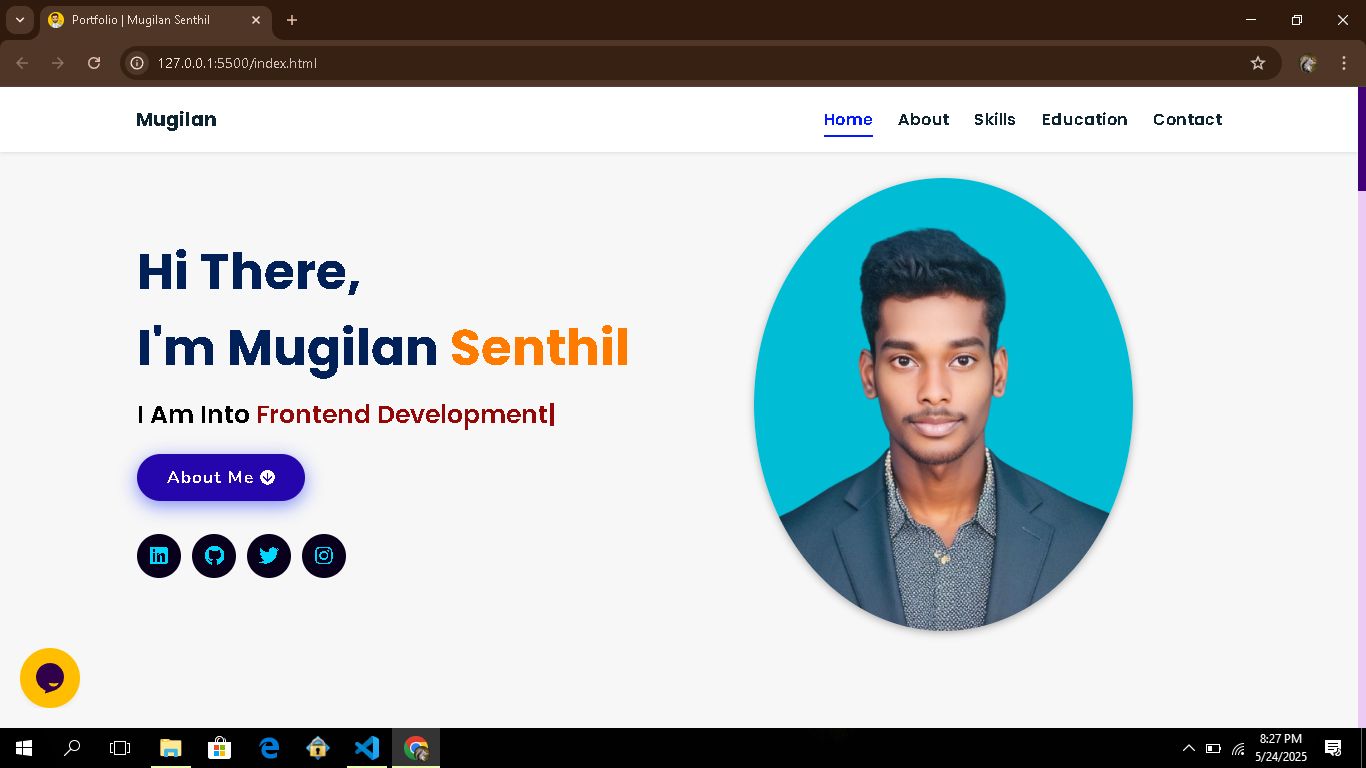 Portfolio | Mugilan Senthil
127.0.0.1:5500/index.html
Mugilan
Home About Skills Education Contact
Hi There,
I'm Mugilan Senthil
I Am Into Frontend Development|
About Me
8:27 PM
5/24/2025